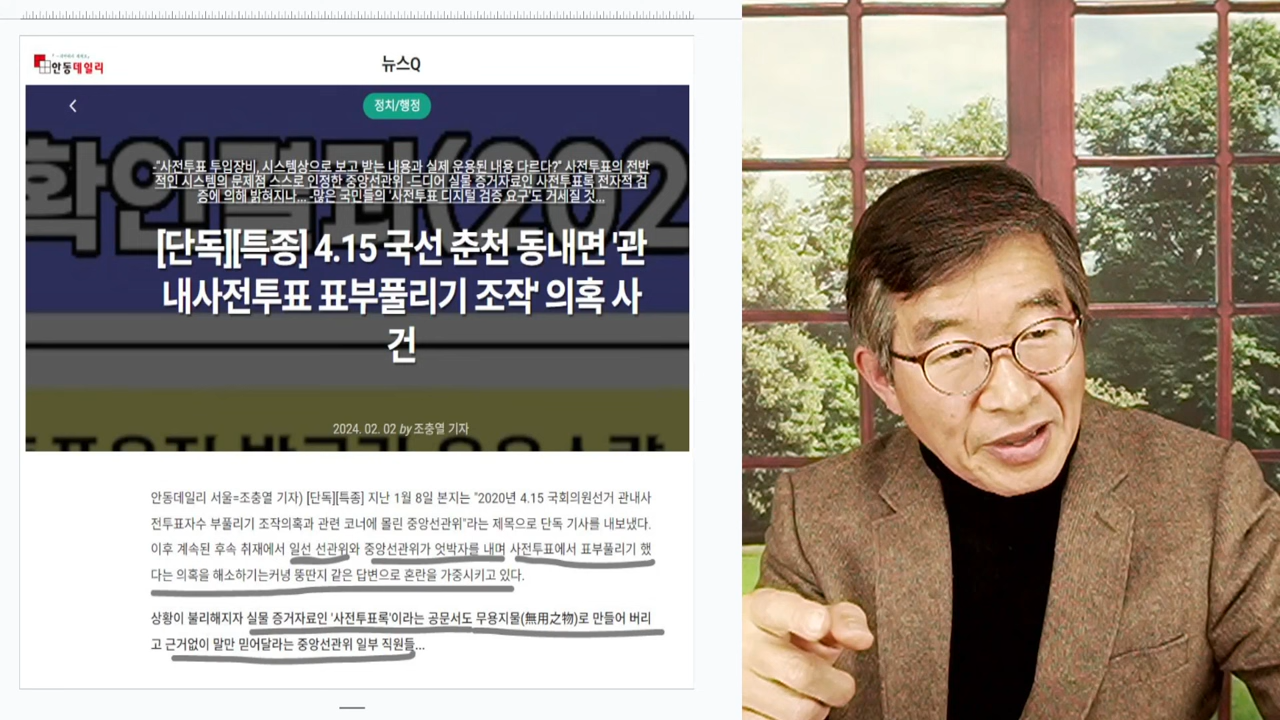 안동데일리
뉴스Q
정치/행정
-"사전투표 투입장비, 시스템상으로 보고 받는 내용과 실제 운용된 내용 다르다?" 사전투표의 전반
적인 시스템의 문제점 스스로 인정한 중앙선관위 -드디어 실물 증거자료인 사전투표록 전자적 검
증에 의해 밝혀지나... -많은 국민들의 '사전투표 디지털 검증 요구'도 거세질 것...
확인결과(202
[단독][특종] 4.15 국선 춘천 동내면 '관
내사전투표 표부풀리기 조작' 의혹 사
건
2024. 02. 02 by 조충열 기자
안동데일리 서울=조충열 기자) [단독][특종] 지난 1월 8일 본지는 "2020년 4.15 국회의원선거 관내사
전투표자수 부풀리기 조작의혹과 관련 코너에 몰린 중앙선관위"라는 제목으로 단독 기사를 내보냈다.
이후 계속된 후속 취재에서 일선 선관위와 중앙선관위가 엇박자를 내며 사전투표에서 표부풀리기 했
다는 의혹을 해소하기는커녕 뚱딴지 같은 답변으로 혼란을 가중시키고 있다.
상황이 불리해지자 실물 증거자료인 '사전투표록'이라는 공문서도 무용지물(無用之物)로 만들어 버리
고 근거없이 말만 믿어달라는 중앙선관위 일부 직원들...